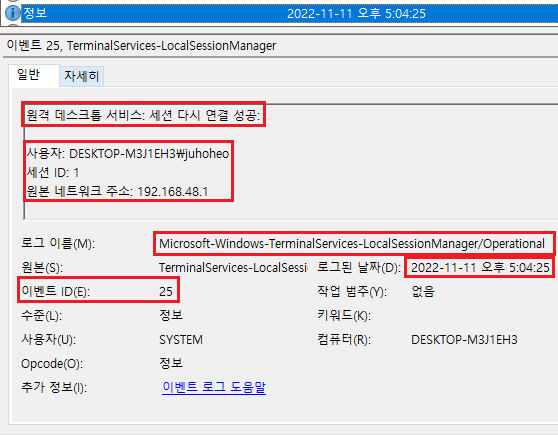 정보 2022-11-11 오후 5:04:25
이벤트 25, TerminalServices-LocalSessionManager
일반 자세히
원격 데스크톱 서비스: 세션 다시 연결 성공:
사용자: DESKTOP-M3J1EH3₩juhoheo
세션 ID: 1
원본 네트워크 주소: 192.168.48.1
로그 이름(M): Microsoft-Windows-TerminalServices-LocalSessionManager/Operational
원본(S): TerminalServices-LocalSessi 로그된 날짜(D): 2022-11-11 오후 5:04:25
이벤트 ID(E): 25 작업 범주(Y): 없음
수준(L): 정보 키워드(K):
사용자(U): SYSTEM 컴퓨터(R): DESKTOP-M3J1EH3
Opcode(O): 정보
추가 정보(I): 이벤트 로그 도움말